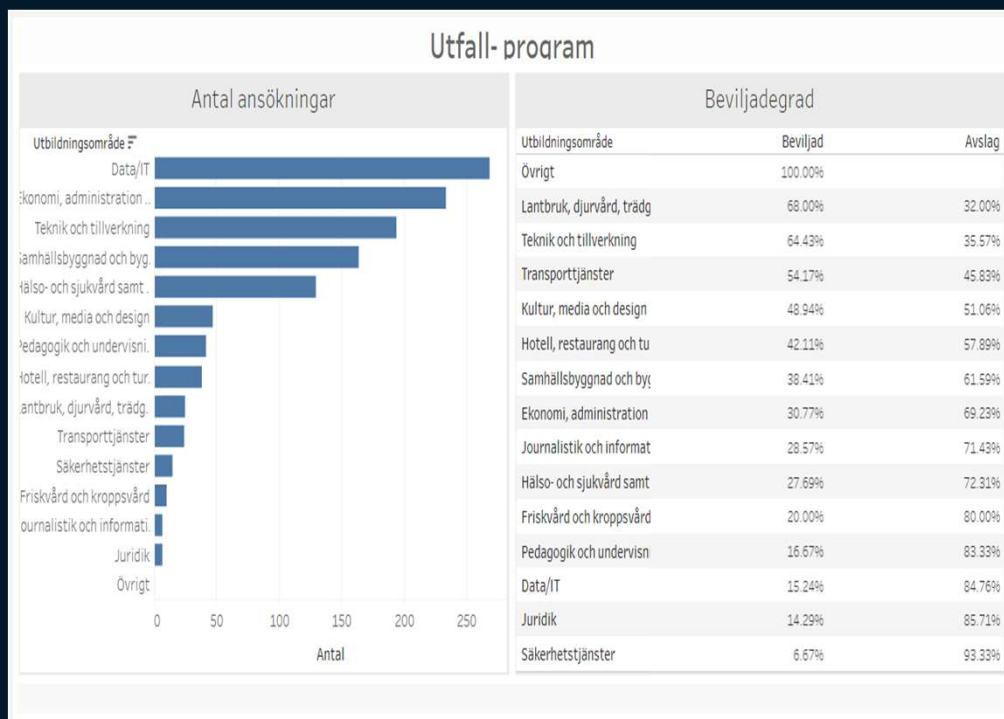 Utfall- program
Antal ansökningar
Utbildningsområde
Data/IT
Ekonomi, administration ..
Teknik och tillverkning
Samhällsbyggnad och byg.
Hälso- och sjukvård samt .
Kultur, media och design
Pedagogik och undervisni.
Hotell, restaurang och tur.
Lantbruk, djurvård, trädg.
Transporttjänster
Säkerhetstjänster
Friskvård och kroppsvård
Journalistik och informati.
Juridik
Övrigt
0 50 100 150 200 250
Antal
Beviljadegrad
Utbildningsområde Beviljad Avslag
Övrigt 100.00%
Lantbruk, djurvård, trädg 68.00% 32.00%
Teknik och tillverkning 64.43% 35.57%
Transporttjänster 54.17% 45.83%
Kultur, media och design 48.94% 51.06%
Hotell, restaurang och tu 42.11% 57.89%
Samhällsbyggnad och byg 38.41% 61.59%
Ekonomi, administration 30.77% 69.23%
Journalistik och informat 28.57% 71.43%
Hälso- och sjukvård samt 27.69% 72.31%
Friskvård och kroppsvård 20.00% 80.00%
Pedagogik och undervisn 16.67% 83.33%
Data/IT 15.24% 84.76%
Juridik 14.29% 85.71%
Säkerhetstjänster 6.67% 93.33%